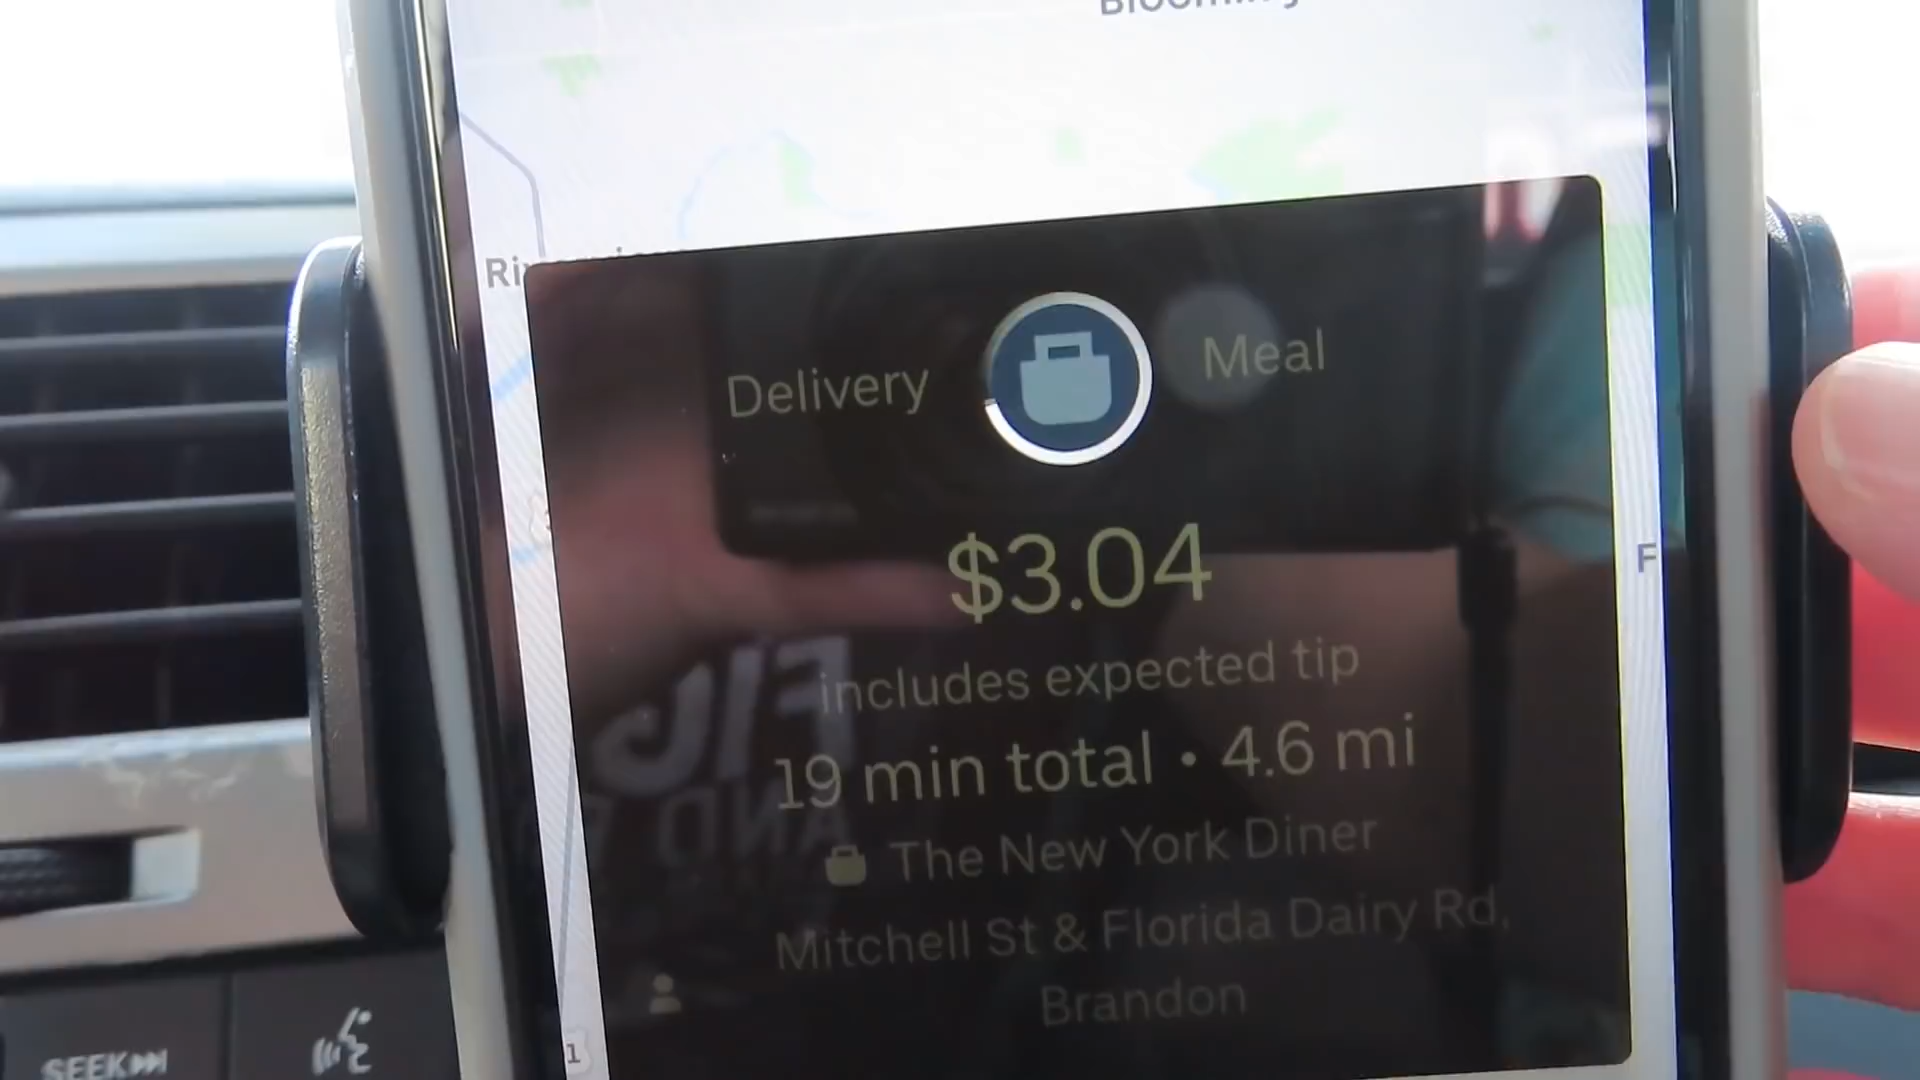 Delivery Meal
$3.04
includes expected tip
19 min total • 4.6 mi
The New York Diner
Mitchell St & Florida Dairy Rd,
Brandon
F
1
SEEK